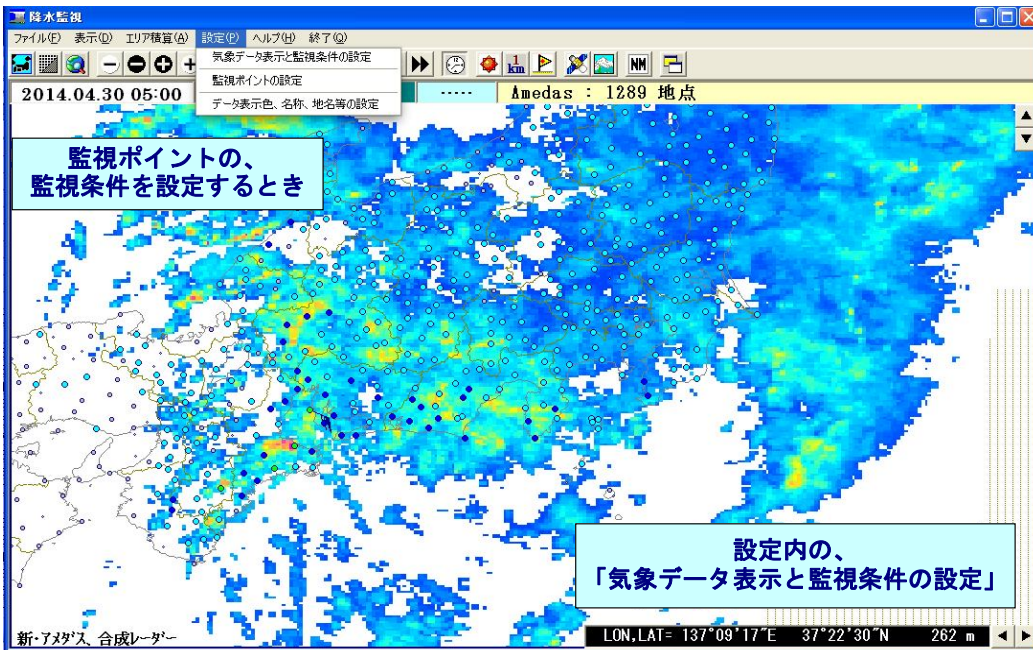 降水監視
ファイル(F) 表示(D) エリア積算(A) 設定(P) ヘルプ(H) 終了(Q)
気象データ表示と監視条件の設定
監視ポイントの設定
データ表示色、名称、地名等の設定
1
km
NM
2014.04.30 05:00
-----
Amedas : 1289 地点
監視ポイントの、
監視条件を設定するとき
設定内の、
「気象データ表示と監視条件の設定」
新・アメダス、合成レーダー
LON,LAT= 137°09'17"E 37°22'30"N 262 m